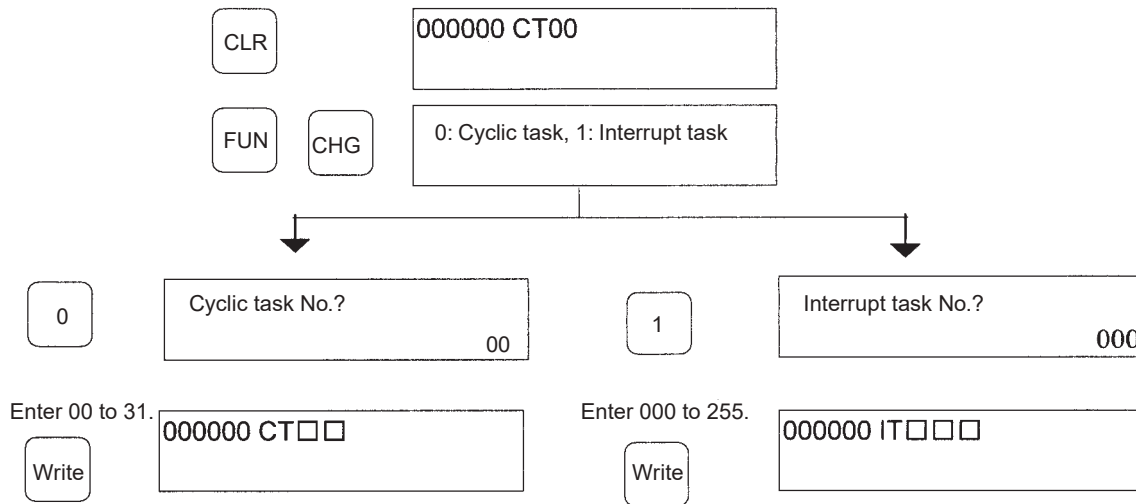 CLR
000000 CT00
FUN
CHG
0: Cyclic task, 1: Interrupt task
0
Cyclic task No.?
00
1
Interrupt task No.?
000
Enter 00 to 31.
000000 CT□□
Write
Enter 000 to 255.
000000 IT□□□
Write